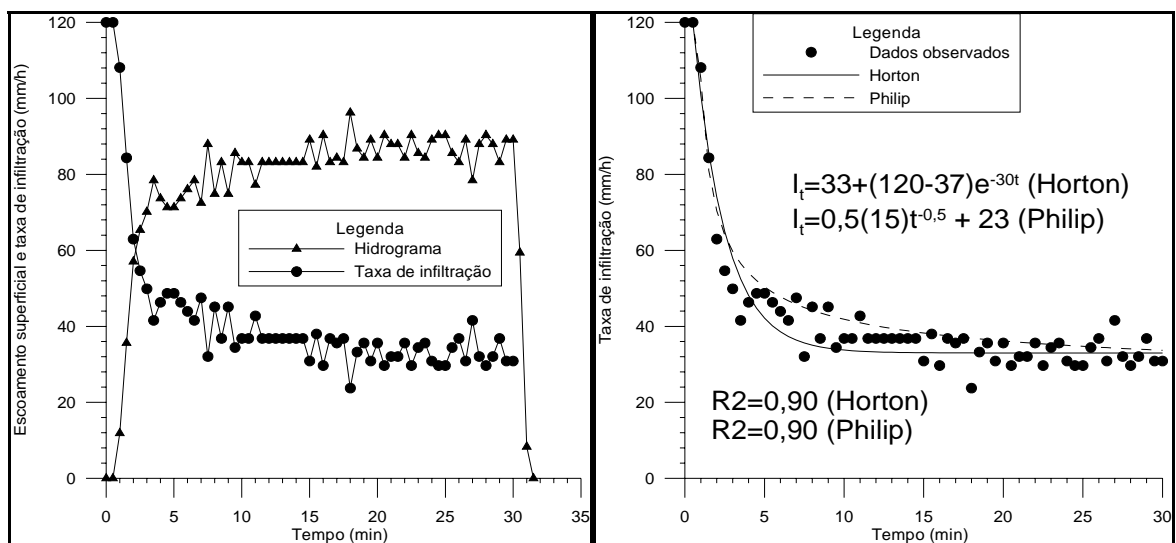 Escoamento superficial e taxa de infiltração (mm/h)
120
100
80
60
40
20
0
Legenda
Hidrograma
Taxa de infiltração
0 5 10 15 20 25 30 35
Tempo (min)
Taxa de infiltração (mm/h)
120
100
80
60
40
20
0
Legenda
Dados observados
Horton
Philip
It=33+(120-37)e-30t (Horton)
It=0,5(15)t-0,5 + 23 (Philip)
R2=0,90 (Horton)
R2=0,90 (Philip)
0 5 10 15 20 25 30
Tempo (min)